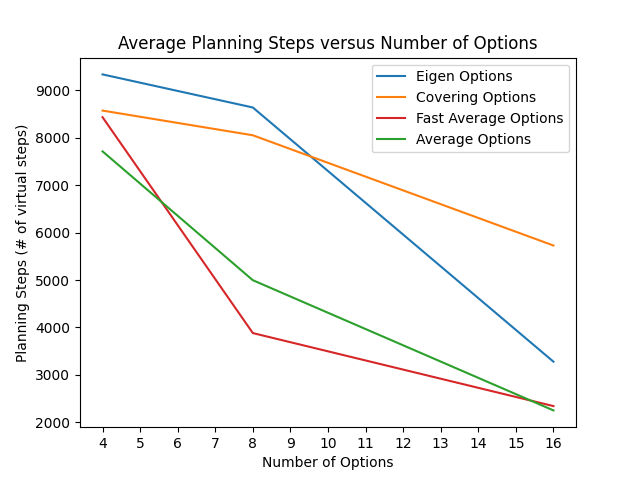 Average Planning Steps versus Number of Options
Eigen Options
Covering Options
Fast Average Options
Average Options
Planning Steps (# of virtual steps)
9000
8000
7000
6000
5000
4000
3000
2000
4 5 6 7 8 9 10 11 12 13 14 15 16
Number of Options